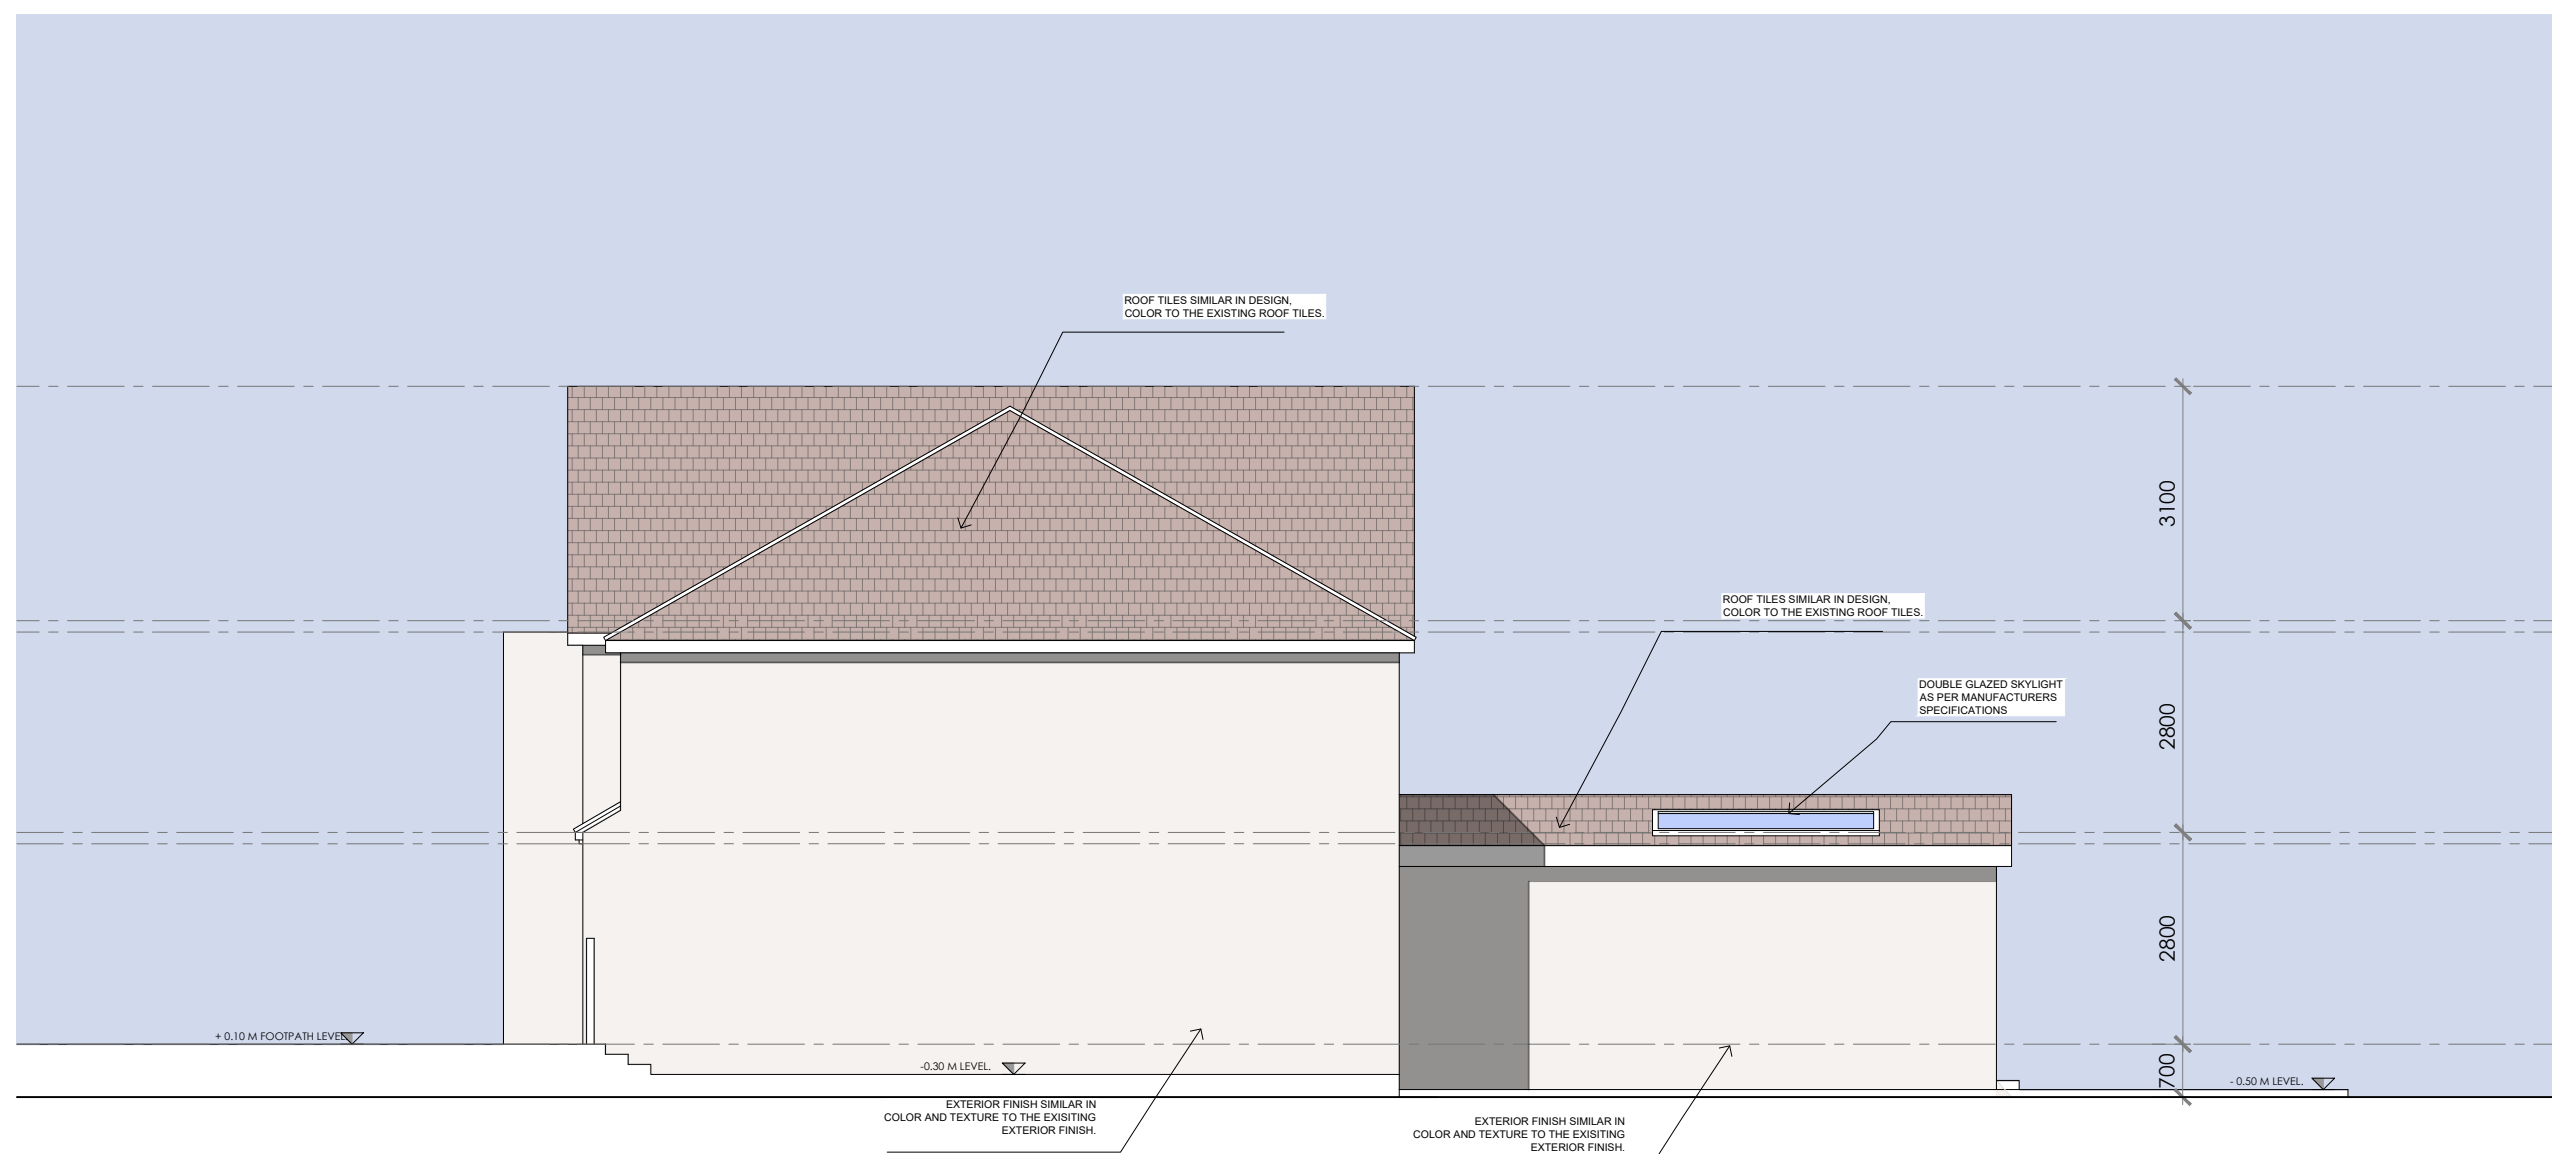 ROOF TILES SIMILAR IN DESIGN,
COLOR TO THE EXISTING ROOF TILES.
3100
ROOF TILES SIMILAR IN DESIGN,
COLOR TO THE EXISTING ROOF TILES.
DOUBLE GLAZED SKYLIGHT
AS PER MANUFACTURERS
SPECIFICATIONS
2800
2800
+ 0.10 M FOOTPATH LEVEL.
-0.30 M LEVEL.
700
- 0.50 M LEVEL.
EXTERIOR FINISH SIMILAR IN
COLOR AND TEXTURE TO THE EXISITING
EXTERIOR FINISH.
EXTERIOR FINISH SIMILAR IN
COLOR AND TEXTURE TO THE EXISITING
EXTERIOR FINISH.